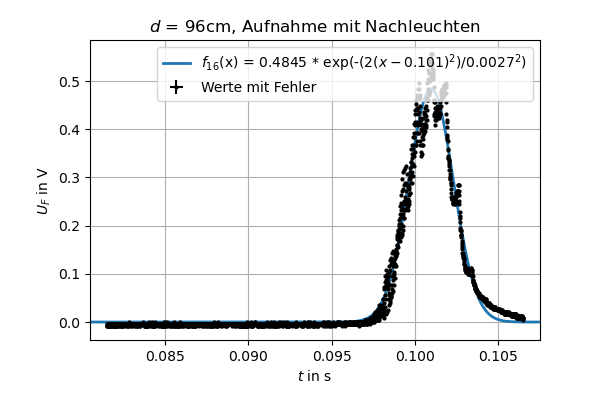 d = 96cm, Aufnahme mit Nachleuchten
f₁₆(x) = 0.4845 * exp(-(2(x − 0.101)²)/0.0027²)
Werte mit Fehler
U_F in V
0.5
0.4
0.3
0.2
0.1
0.0
0.085 0.090 0.095 0.100 0.105
t in s